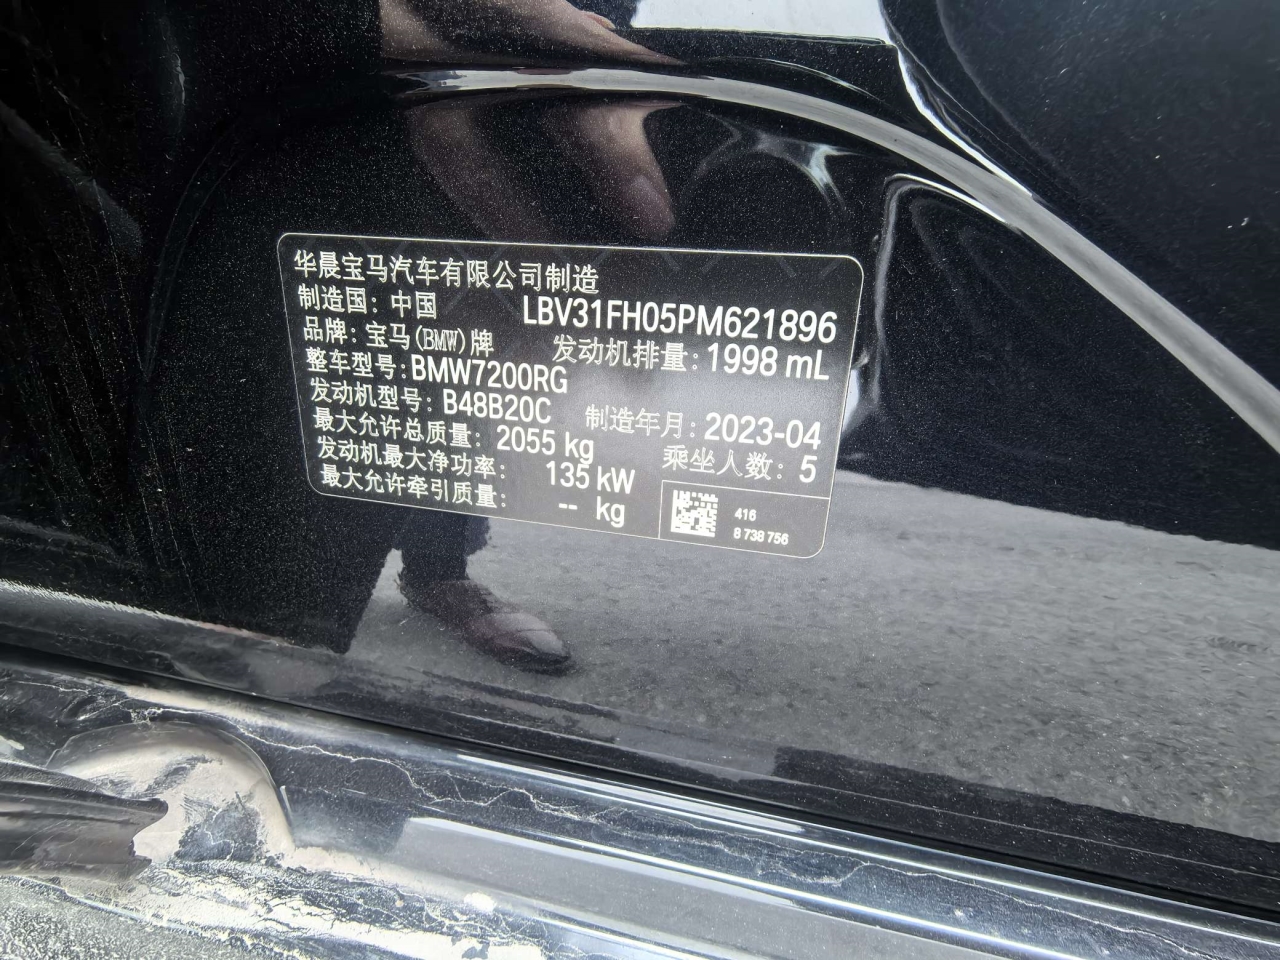 华晨宝马汽车有限公司制造
制造国：中国 LBV31FH05PM621896
品牌：宝马(BMW)牌 发动机排量：1998 mL
整车型号：BMW7200RG
发动机型号：B48B20C 制造年月：2023-04
最大允许总质量：2055 kg 乘坐人数：5
发动机最大净功率：135 kW
最大允许牵引质量：-- kg
416
8 738 756